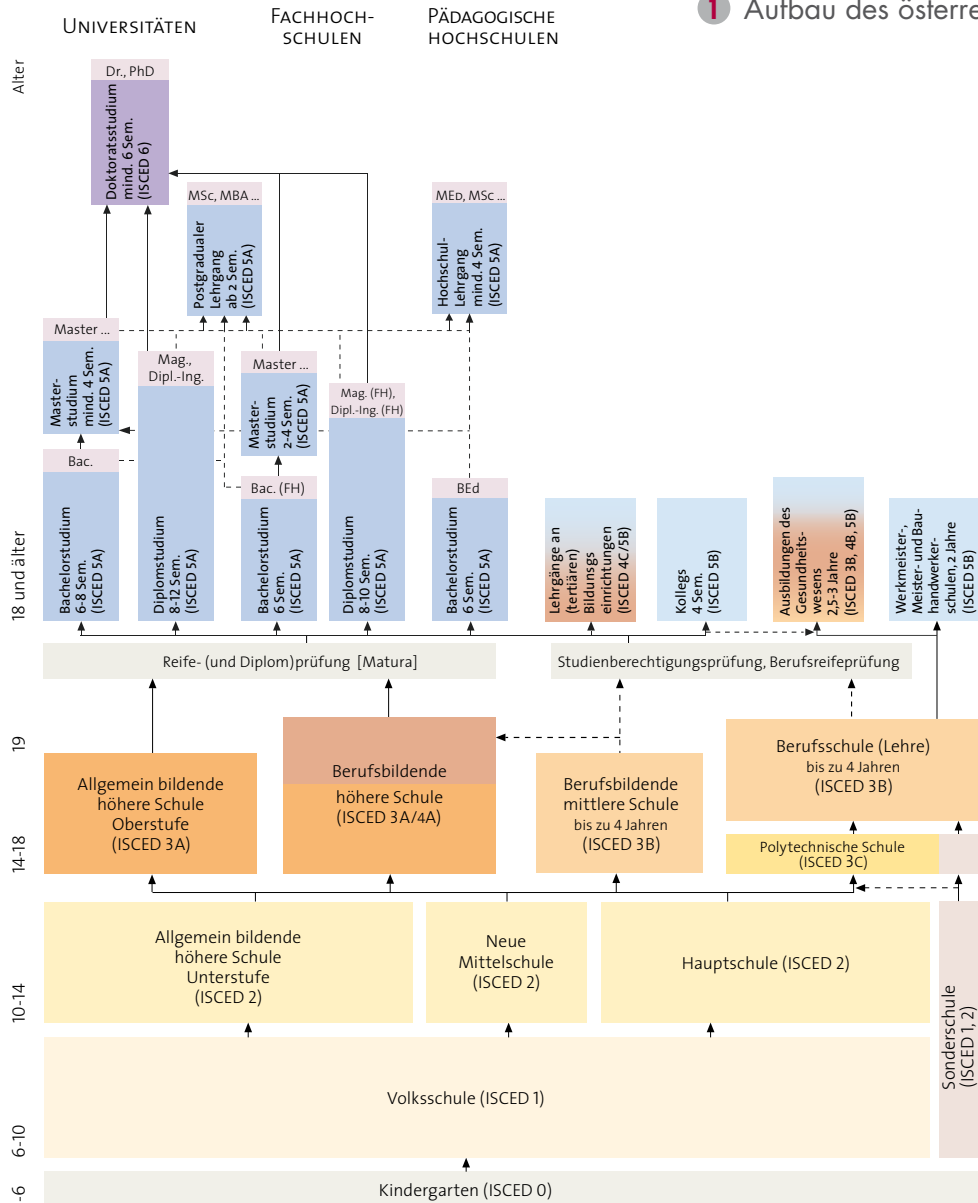 1 Aufbau des österre
UNIVERSITÄTEN
FACHHOCH-
SCHULEN
PÄDAGOGISCHE
HOCHSCHULEN
Alter
Dr., PhD
Doktoratsstudium
mind. 6 Sem.
(ISCED 6)
MSc, MBA ...
Postgradualer
Lehrgang
ab 2 Sem.
(ISCED 5A)
MEd, MSc ...
Hochschul-
Lehrgang
mind. 4 Sem.
(ISCED 5A)
Master ...
Master-
studium
mind. 4 Sem.
(ISCED 5A)
Mag.,
Dipl.-Ing.
Master ...
Master-
studium
2-4 Sem.
(ISCED 5A)
Mag. (FH),
Dipl.-Ing. (FH)
Bac.
Bac. (FH)
BEd
18 und älter
Bachelorstudium
6-8 Sem.
(ISCED 5A)
Diplomstudium
8-12 Sem.
(ISCED 5A)
Bachelorstudium
6 Sem.
(ISCED 5A)
Diplomstudium
8-10 Sem.
(ISCED 5A)
Bachelorstudium
6 Sem.
(ISCED 5A)
Lehrgänge an
(tertiären)
Bildunsgs
einrichtungen
(ISCED 4C/5B)
Kollegs
4 Sem.
(ISCED 5B)
Ausbildungen des
Gesundheits-
wesens
2,5-3 Jahre
(ISCED 3B, 4B, 5B)
Werkmeister-,
Meister- und Bau-
handwerker-
schulen, 2 Jahre
(ISCED 5B)
Reife- (und Diplom)prüfung [Matura]
Studienberechtigungsprüfung, Berufsreifeprüfung
19
14-18
Allgemein bildende
höhere Schule
Oberstufe
(ISCED 3A)
Berufsbildende
höhere Schule
(ISCED 3A/4A)
Berufsbildende
mittlere Schule
bis zu 4 Jahren
(ISCED 3B)
Berufsschule (Lehre)
bis zu 4 Jahren
(ISCED 3B)
Polytechnische Schule
(ISCED 3C)
10-14
Allgemein bildende
höhere Schule
Unterstufe
(ISCED 2)
Neue
Mittelschule
(ISCED 2)
Hauptschule (ISCED 2)
Sonderschule
(ISCED 1, 2)
6-10
Volksschule (ISCED 1)
-6
Kindergarten (ISCED 0)